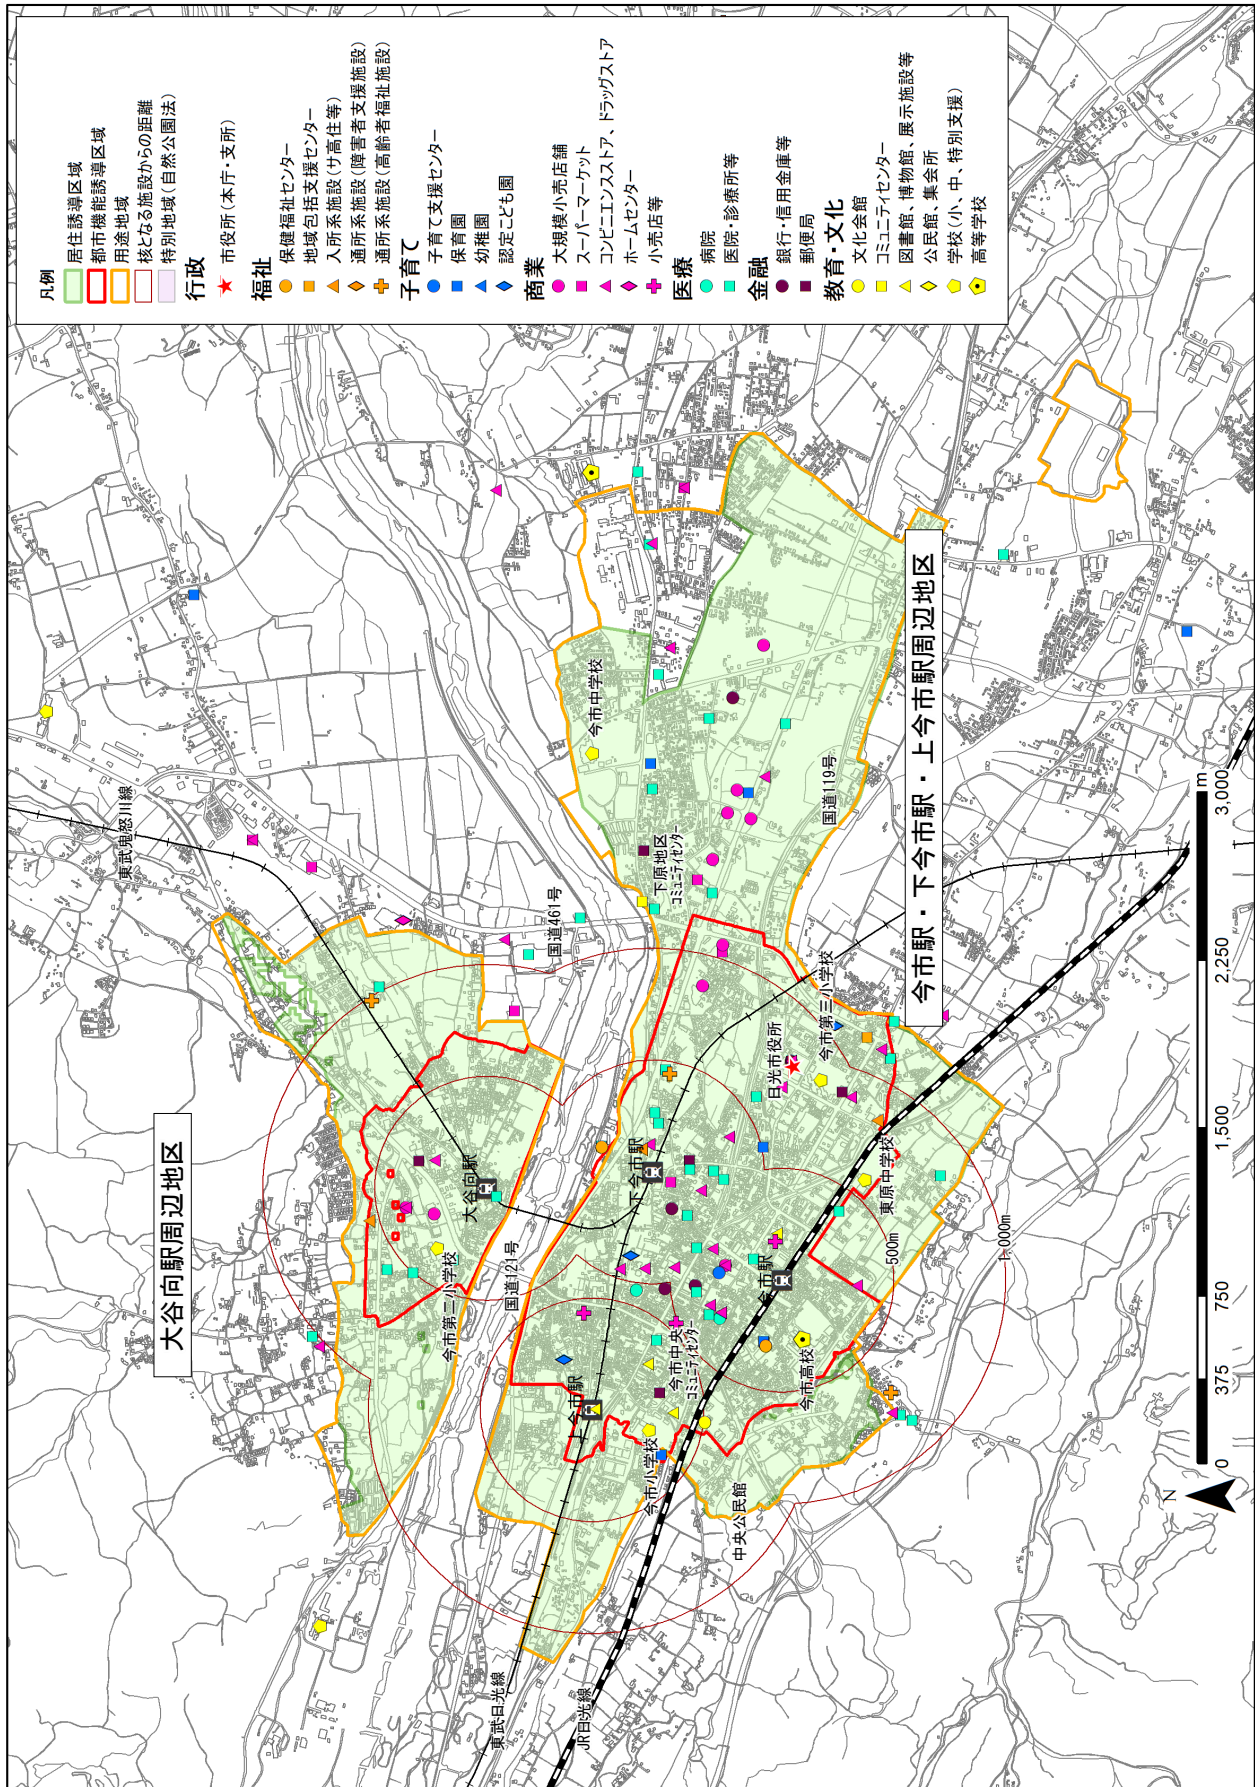 凡例
居住誘導区域
都市機能誘導区域
用途地域
核となる施設からの距離
特別地域(自然公園法)
行政
市役所(本庁・支所)
福祉
保健福祉センター
地域包括支援センター
入所系施設(サ高住等)
通所系施設(障害者支援施設)
通所系施設(高齢者福祉施設)
子育て
子育て支援センター
保育園
幼稚園
認定こども園
商業
大規模小売店舗
スーパーマーケット
コンビニエンスストア、ドラッグストア
ホームセンター
小売店等
医療
病院
医院・診療所等
金融
銀行・信用金庫等
郵便局
教育・文化
文化会館
コミュニティセンター
図書館、博物館、展示施設等
公民館、集会所
学校(小、中、特別支援)
高等学校
大谷向駅周辺地区
今市駅・下今市駅・上今市駅周辺地区
東武鬼怒川線
国道461号
大谷向駅
今市第二小学校
国道121号
今市中学校
下原地区
コミュニティセンター
国道119号
今市第三小学校
日光市役所
下今市駅
東原中学校
今市駅
今市高校
今市中央
コミュニティセンター
上今市駅
今市小学校
中央公民館
東武日光線
JR日光線
500m
1,000m
N
0
375
750
1,500
2,250
3,000
m